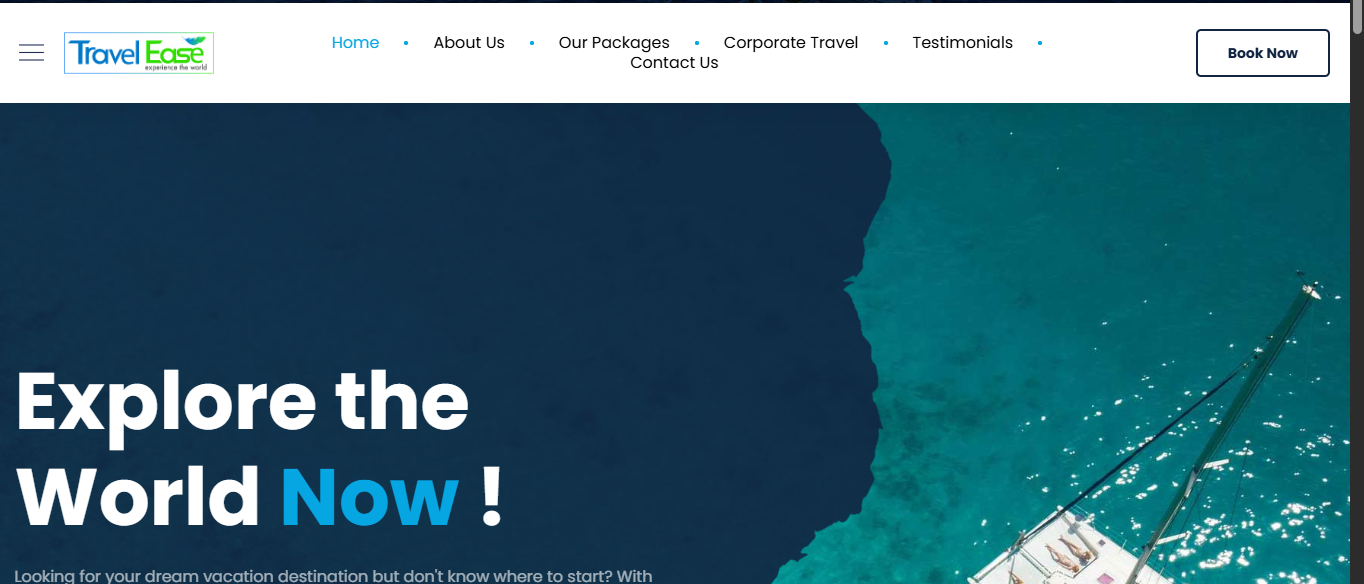 Travel Ease
experience the world
Home • About Us • Our Packages • Corporate Travel • Testimonials •
Contact Us
Book Now
Explore the
World Now !
Looking for your dream vacation destination but don't know where to start? With